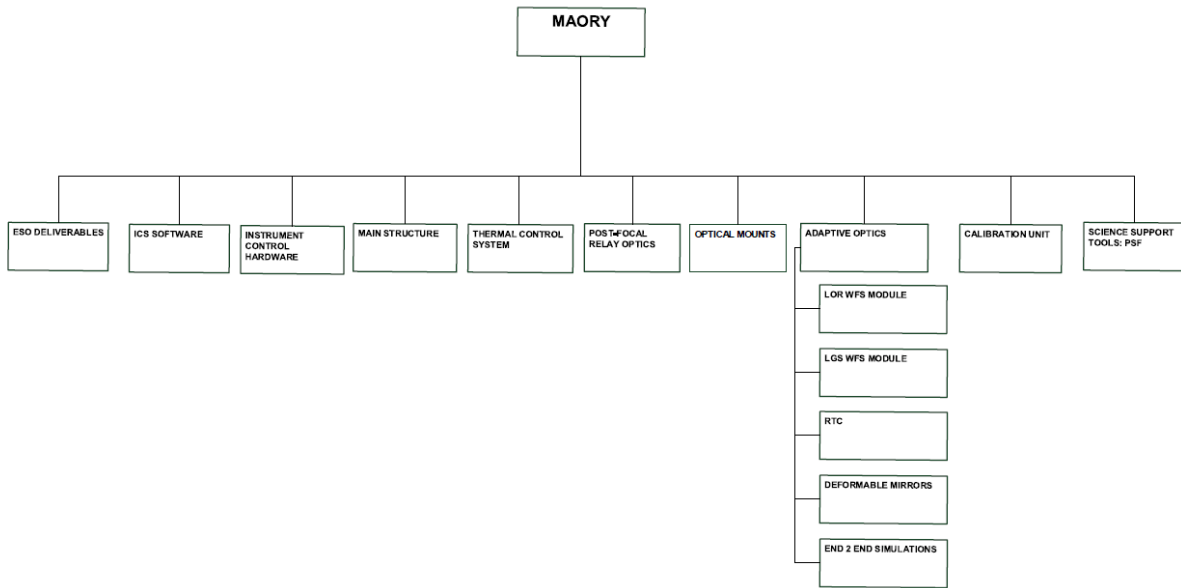 MAORY
ESO DELIVERABLES
ICS SOFTWARE
INSTRUMENT
CONTROL
HARDWARE
MAIN STRUCTURE
THERMAL CONTROL
SYSTEM
POST-FOCAL
RELAY OPTICS
OPTICAL MOUNTS
ADAPTIVE OPTICS
CALIBRATION UNIT
SCIENCE SUPPORT
TOOLS: PSF
LOR WFS MODULE
LGS WFS MODULE
RTC
DEFORMABLE MIRRORS
END 2 END SIMULATIONS